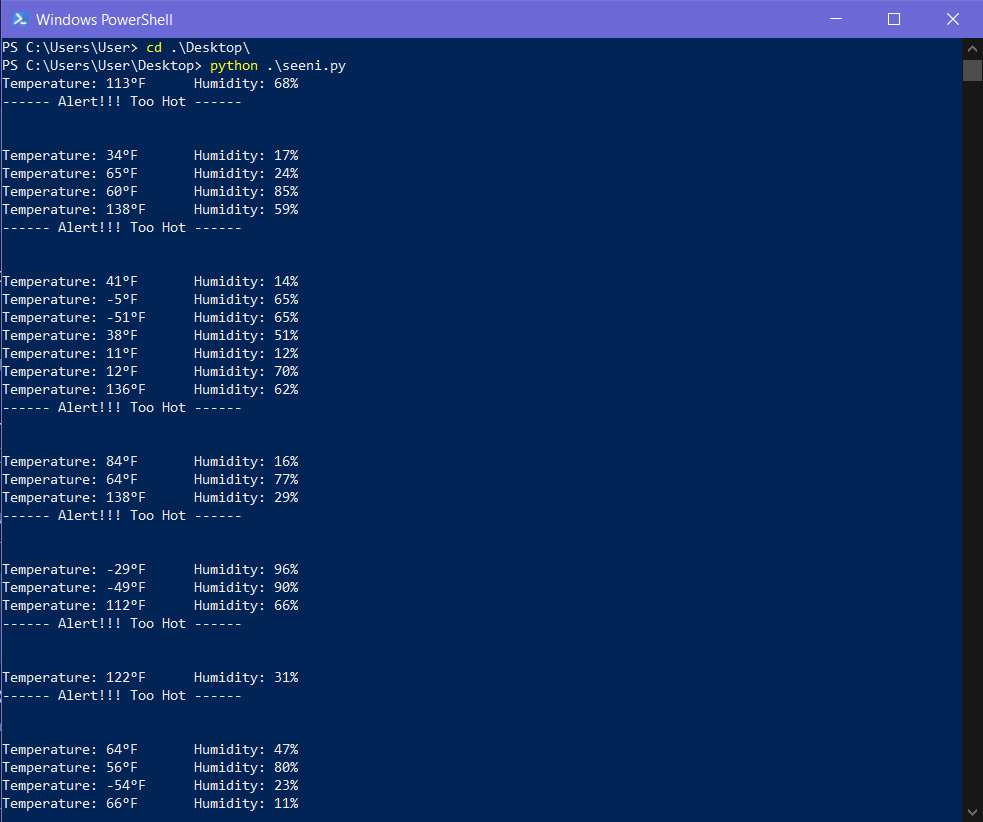 Windows PowerShell
PS C:\Users\User> cd .\Desktop\
PS C:\Users\User\Desktop> python .\seeni.py
Temperature: 113°F      Humidity: 68%
------ Alert!!! Too Hot ------
Temperature: 34°F       Humidity: 17%
Temperature: 65°F       Humidity: 24%
Temperature: 60°F       Humidity: 85%
Temperature: 138°F      Humidity: 59%
------ Alert!!! Too Hot ------
Temperature: 41°F       Humidity: 14%
Temperature: -5°F       Humidity: 65%
Temperature: -51°F      Humidity: 65%
Temperature: 38°F       Humidity: 51%
Temperature: 11°F       Humidity: 12%
Temperature: 12°F       Humidity: 70%
Temperature: 136°F      Humidity: 62%
------ Alert!!! Too Hot ------
Temperature: 84°F       Humidity: 16%
Temperature: 64°F       Humidity: 77%
Temperature: 138°F      Humidity: 29%
------ Alert!!! Too Hot ------
Temperature: -29°F      Humidity: 96%
Temperature: -49°F      Humidity: 90%
Temperature: 112°F      Humidity: 66%
------ Alert!!! Too Hot ------
Temperature: 122°F      Humidity: 31%
------ Alert!!! Too Hot ------
Temperature: 64°F       Humidity: 47%
Temperature: 56°F       Humidity: 80%
Temperature: -54°F      Humidity: 23%
Temperature: 66°F       Humidity: 11%